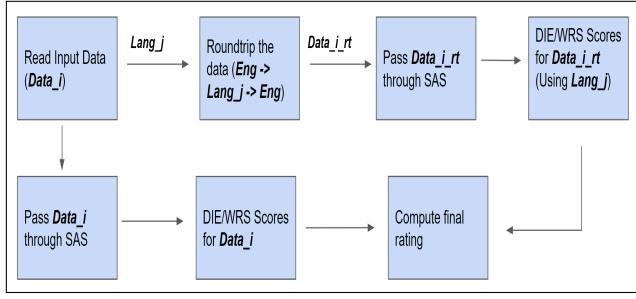 Read Input Data
(Data_i)
Lang_j
Roundtrip the
data (Eng ->
Lang_j -> Eng)
Data_i_rt
Pass Data_i_rt
through SAS
DIE/WRS Scores
for Data_i_rt
(Using Lang_j)
Pass Data_i
through SAS
DIE/WRS Scores
for Data_i
Compute final
rating